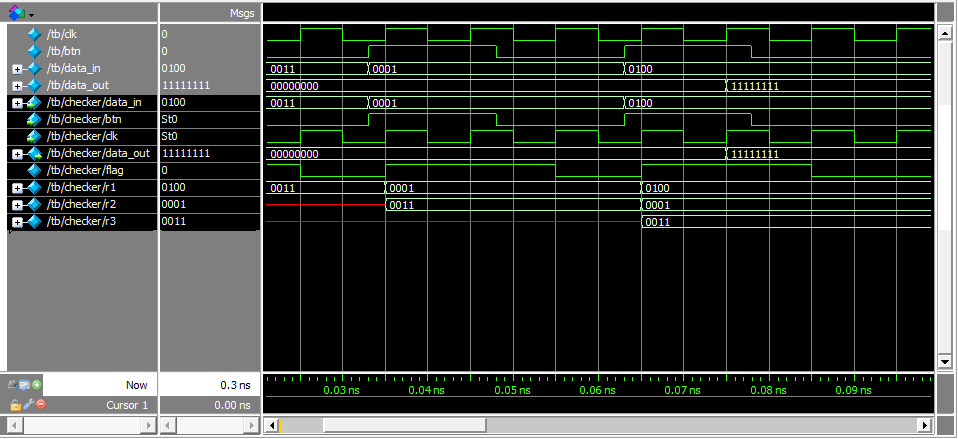 Msgs
/tb/clk 0
/tb/btn 0
/tb/data_in 0100 0011 0001 0100
/tb/data_out 11111111 00000000 11111111
/tb/checker/data_in 0100 0011 0001 0100
/tb/checker/btn St0
/tb/checker/clk St0
/tb/checker/data_out 11111111 00000000 11111111
/tb/checker/flag 0
/tb/checker/r1 0100 0011 0001 0100
/tb/checker/r2 0001 0011 0001
/tb/checker/r3 0011 0011
Now 0.3 ns 0.03 ns 0.04 ns 0.05 ns 0.06 ns 0.07 ns 0.08 ns 0.09 ns
Cursor 1 0.00 ns